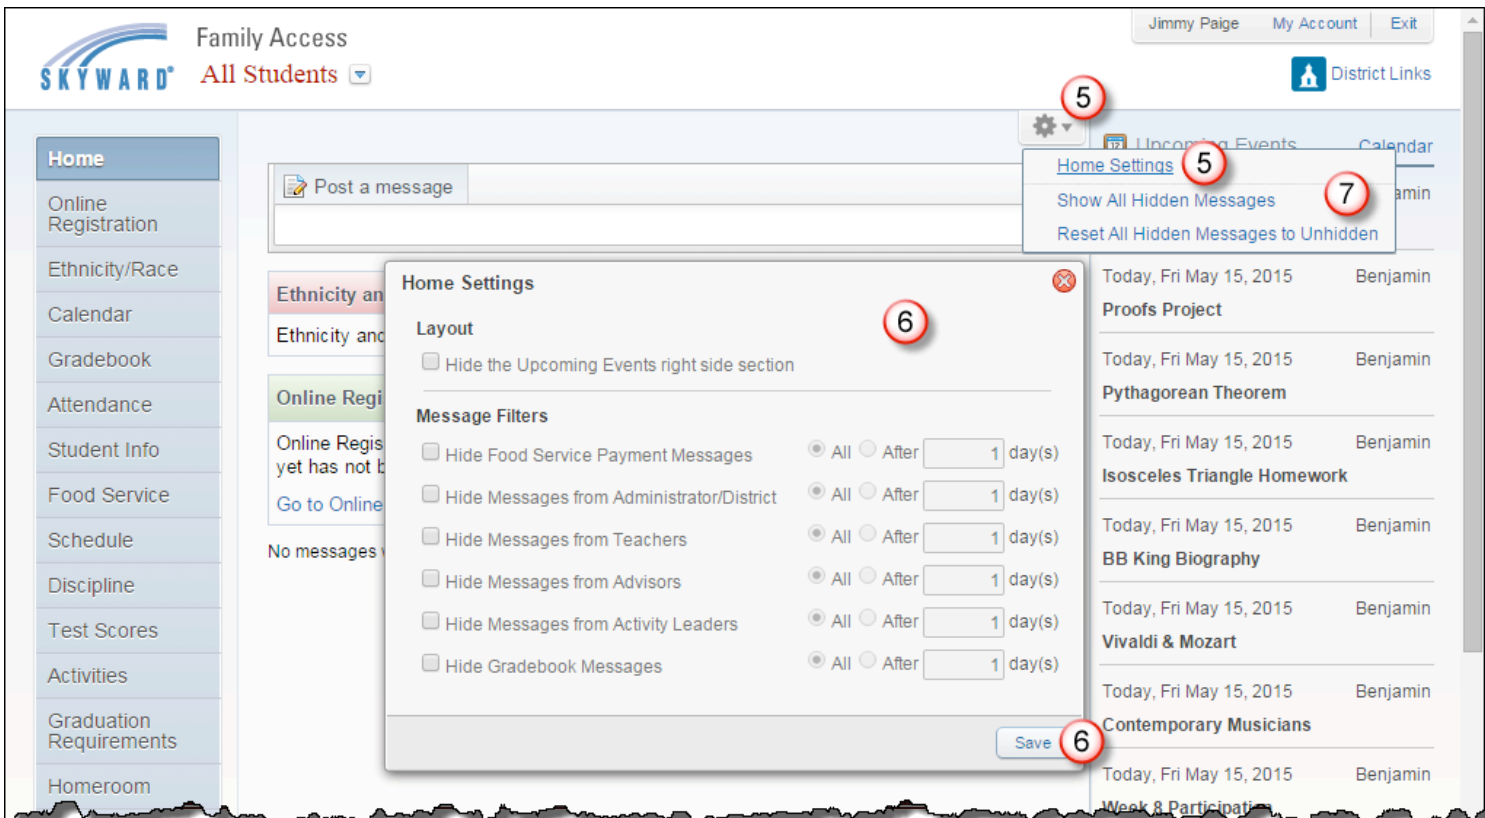 Jimmy Paige My Account Exit
SKYWARD®
Family Access
All Students
District Links
5
Home
Online
Registration
Ethnicity/Race
Calendar
Gradebook
Attendance
Student Info
Food Service
Schedule
Discipline
Test Scores
Activities
Graduation
Requirements
Homeroom
Post a message
Home Settings 5
Show All Hidden Messages 7
Reset All Hidden Messages to Unhidden
Ethnicity an
Ethnicity and
Online Regi
Online Regis
yet has not b
Go to Online
No messages
Home Settings
6
Layout
Hide the Upcoming Events right side section
Message Filters
Hide Food Service Payment Messages All After 1 day(s)
Hide Messages from Administrator/District All After 1 day(s)
Hide Messages from Teachers All After 1 day(s)
Hide Messages from Advisors All After 1 day(s)
Hide Messages from Activity Leaders All After 1 day(s)
Hide Gradebook Messages All After 1 day(s)
Save 6
12 Upcoming Events Calendar
amin
Today, Fri May 15, 2015 Benjamin
Proofs Project
Today, Fri May 15, 2015 Benjamin
Pythagorean Theorem
Today, Fri May 15, 2015 Benjamin
Isosceles Triangle Homework
Today, Fri May 15, 2015 Benjamin
BB King Biography
Today, Fri May 15, 2015 Benjamin
Vivaldi & Mozart
Today, Fri May 15, 2015 Benjamin
Contemporary Musicians
Today, Fri May 15, 2015 Benjamin
Week 8 Participation